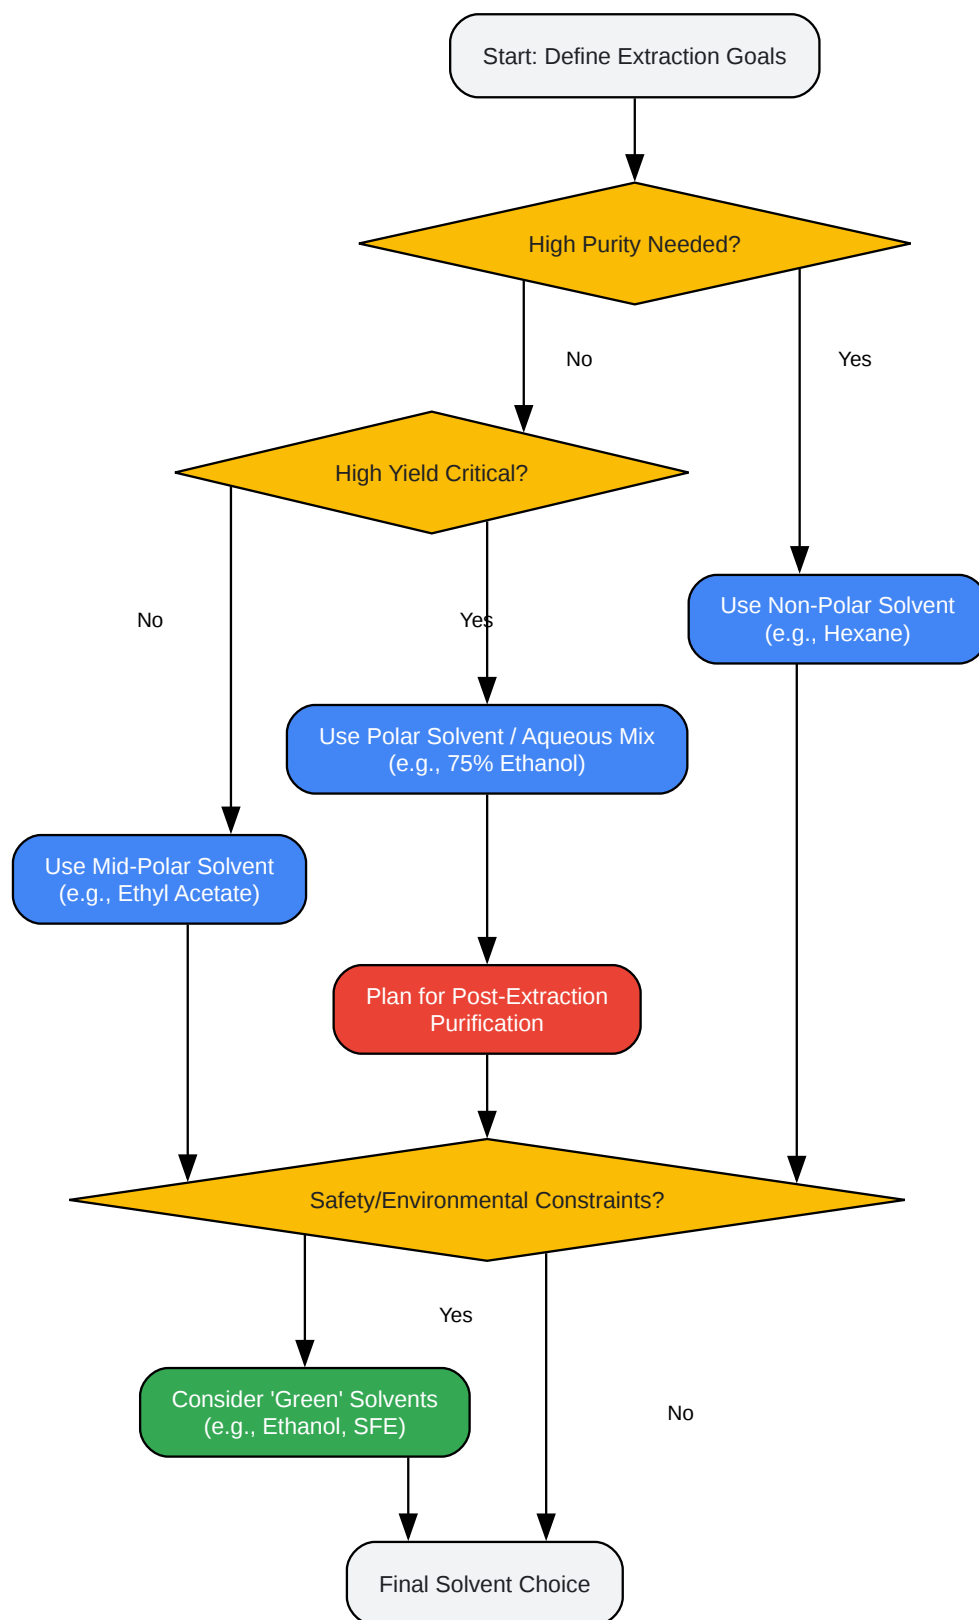 Start: Define Extraction Goals
High Purity Needed?
No
Yes
High Yield Critical?
No
Yes
Use Non-Polar Solvent
(e.g., Hexane)
Use Polar Solvent / Aqueous Mix
(e.g., 75% Ethanol)
Use Mid-Polar Solvent
(e.g., Ethyl Acetate)
Plan for Post-Extraction
Purification
Safety/Environmental Constraints?
Yes
Consider 'Green' Solvents
(e.g., Ethanol, SFE)
No
Final Solvent Choice